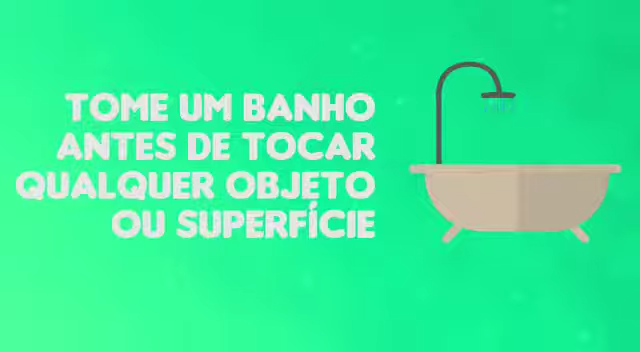 TOME UM BANHO
ANTES DE TOCAR
QUALQUER OBJETO
OU SUPERFÍCIE